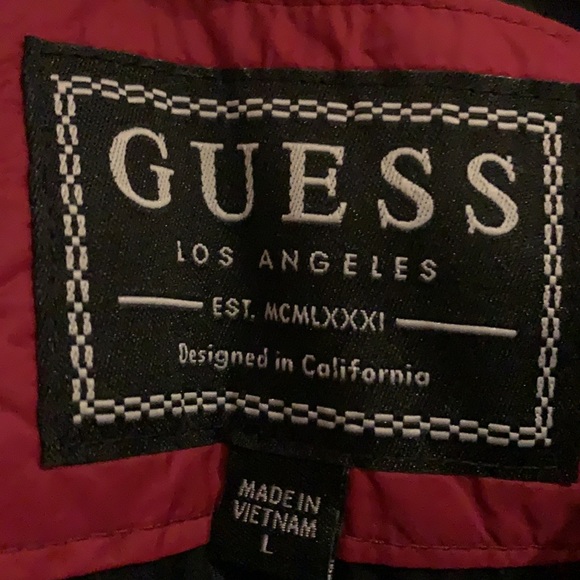 GUESS
LOS ANGELES
EST. MCMLXXXI
Designed in California
MADE IN
VIETNAM
L